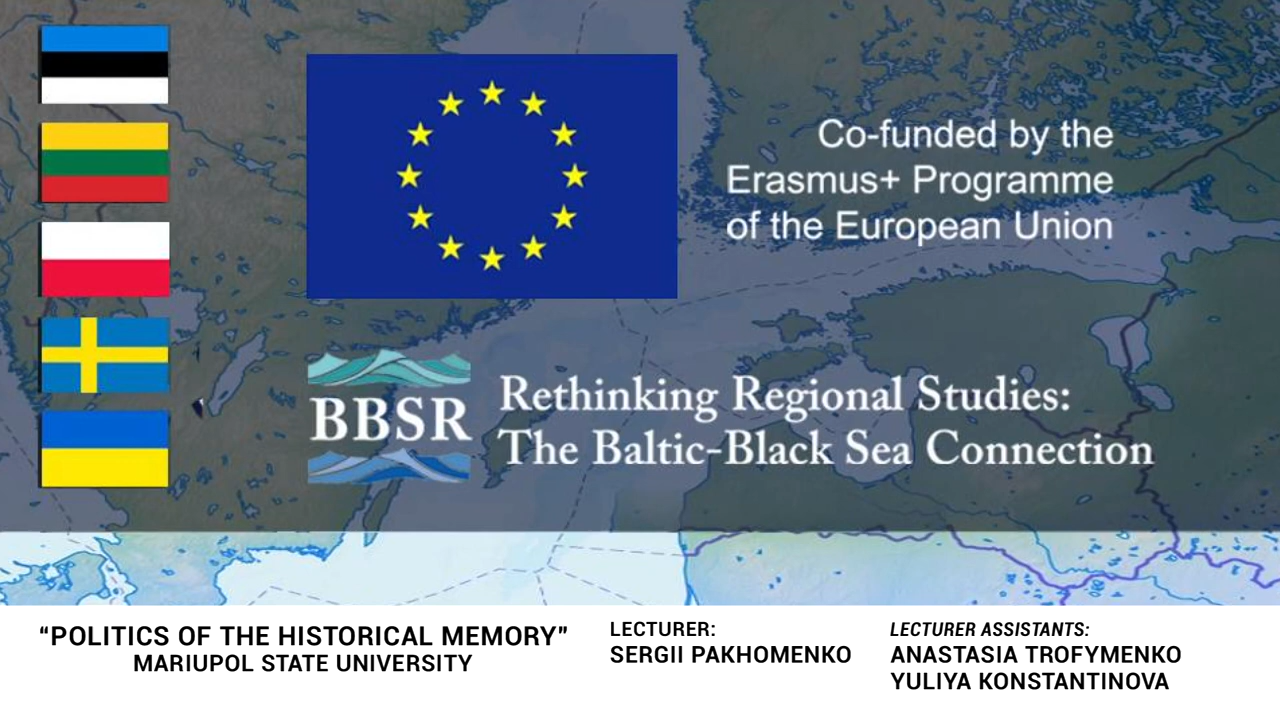 Co-funded by the
Erasmus+ Programme
of the European Union
BBSR
Rethinking Regional Studies:
The Baltic-Black Sea Connection
“POLITICS OF THE HISTORICAL MEMORY”
MARIUPOL STATE UNIVERSITY
LECTURER:
SERGII PAKHOMENKO
LECTURER ASSISTANTS:
ANASTASIA TROFYMENKO
YULIYA KONSTANTINOVA